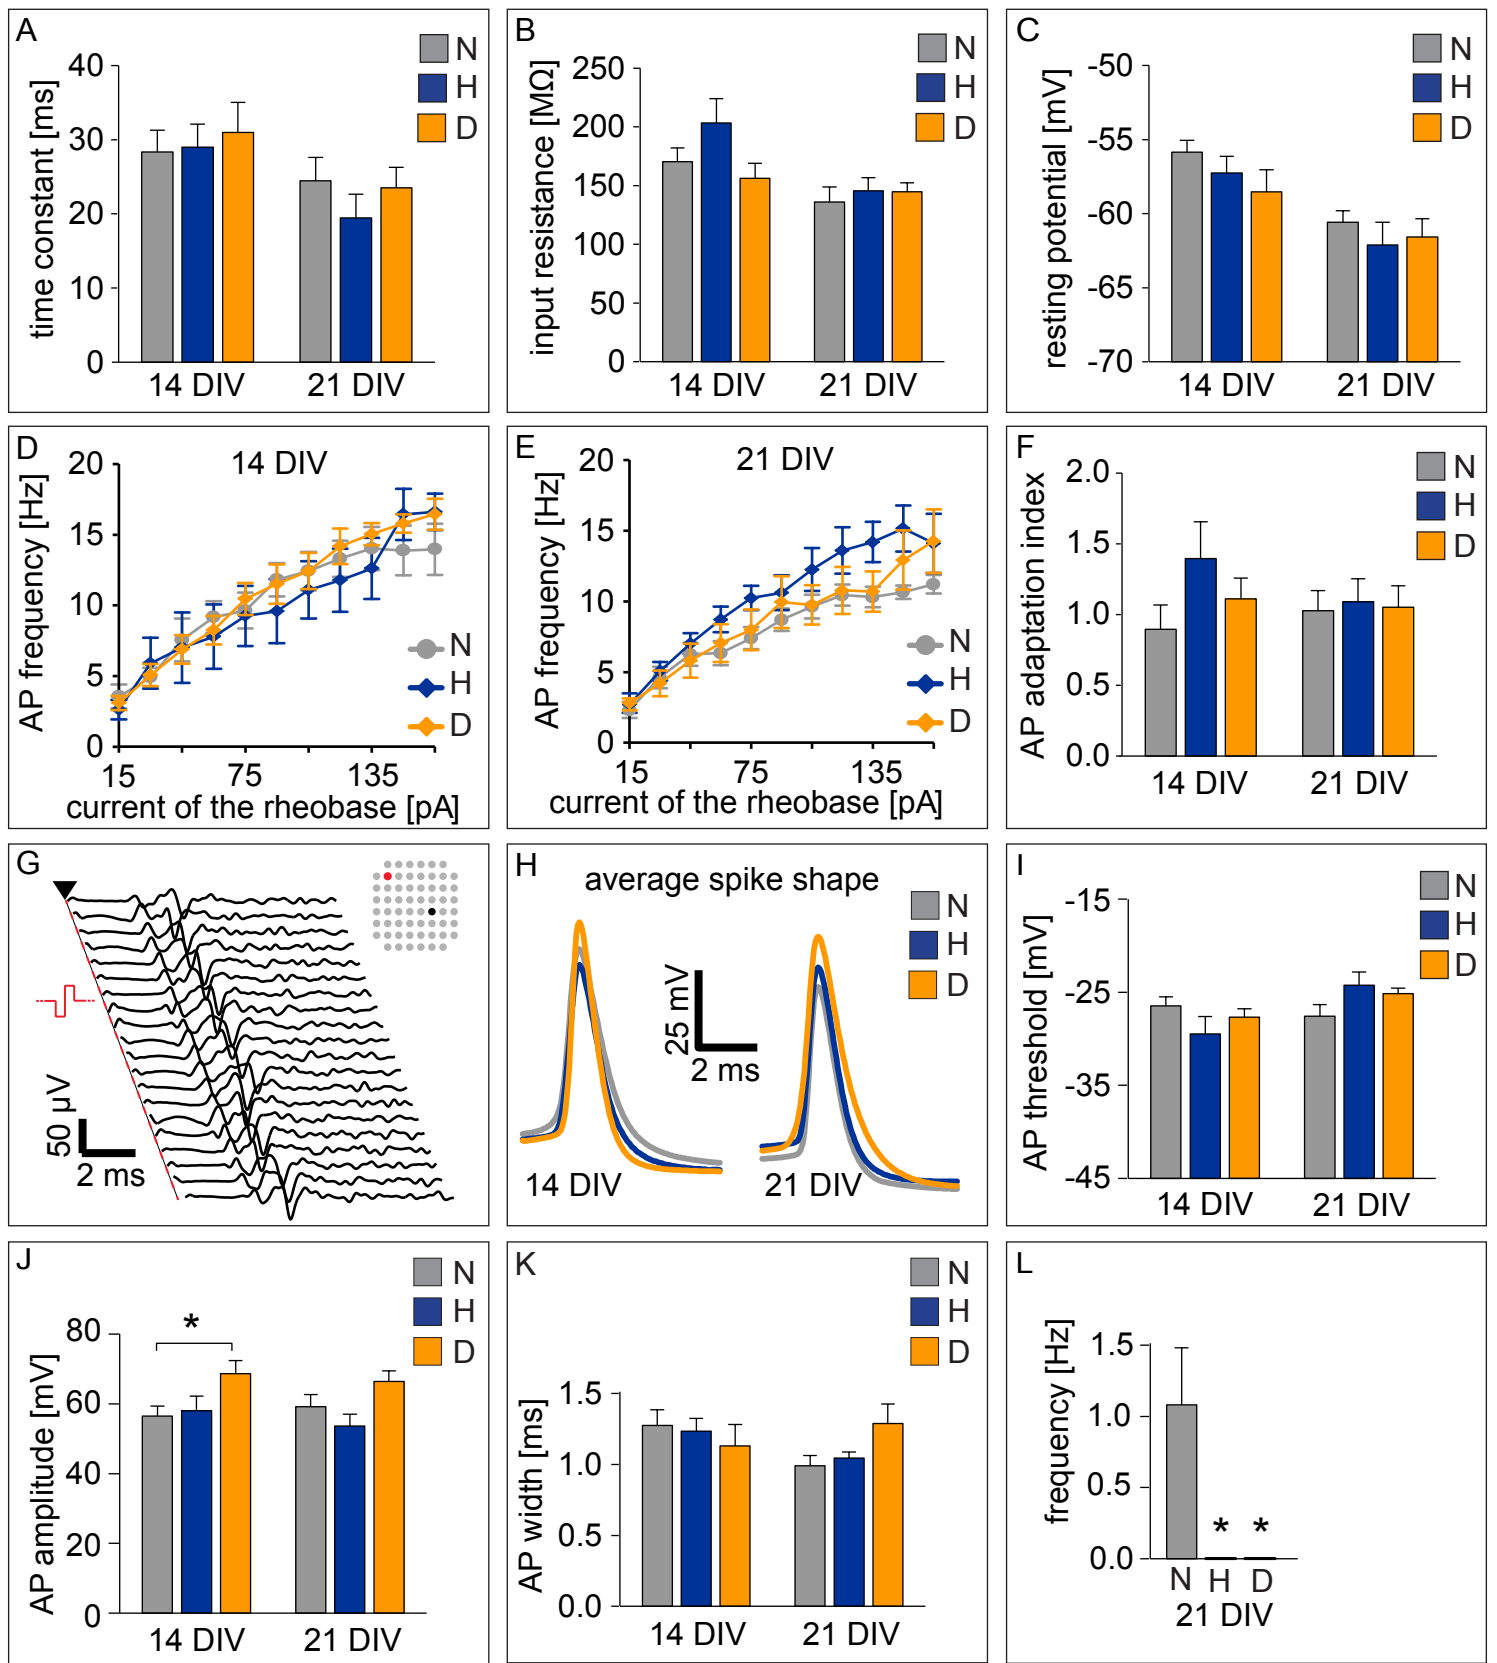 A
time constant [ms]
40
30
20
10
0
14 DIV
21 DIV
N
H
D
B
input resistance [MΩ]
250
200
150
100
50
0
14 DIV
21 DIV
N
H
D
C
resting potential [mV]
-50
-55
-60
-65
-70
14 DIV
21 DIV
N
H
D
D
14 DIV
AP frequency [Hz]
20
15
10
5
0
15
75
135
current of the rheobase [pA]
N
H
D
E
21 DIV
AP frequency [Hz]
20
15
10
5
0
15
75
135
current of the rheobase [pA]
N
H
D
F
AP adaptation index
2.0
1.5
1.0
0.5
0.0
14 DIV
21 DIV
N
H
D
G
50 µV
2 ms
H
average spike shape
N
H
D
25 mV
2 ms
14 DIV
21 DIV
I
AP threshold [mV]
-15
-25
-35
-45
14 DIV
21 DIV
N
H
D
J
AP amplitude [mV]
80
60
40
20
0
*
14 DIV
21 DIV
N
H
D
K
AP width [ms]
1.5
1.0
0.5
0.0
14 DIV
21 DIV
N
H
D
L
frequency [Hz]
1.5
1.0
0.5
0.0
* *
N H D
21 DIV